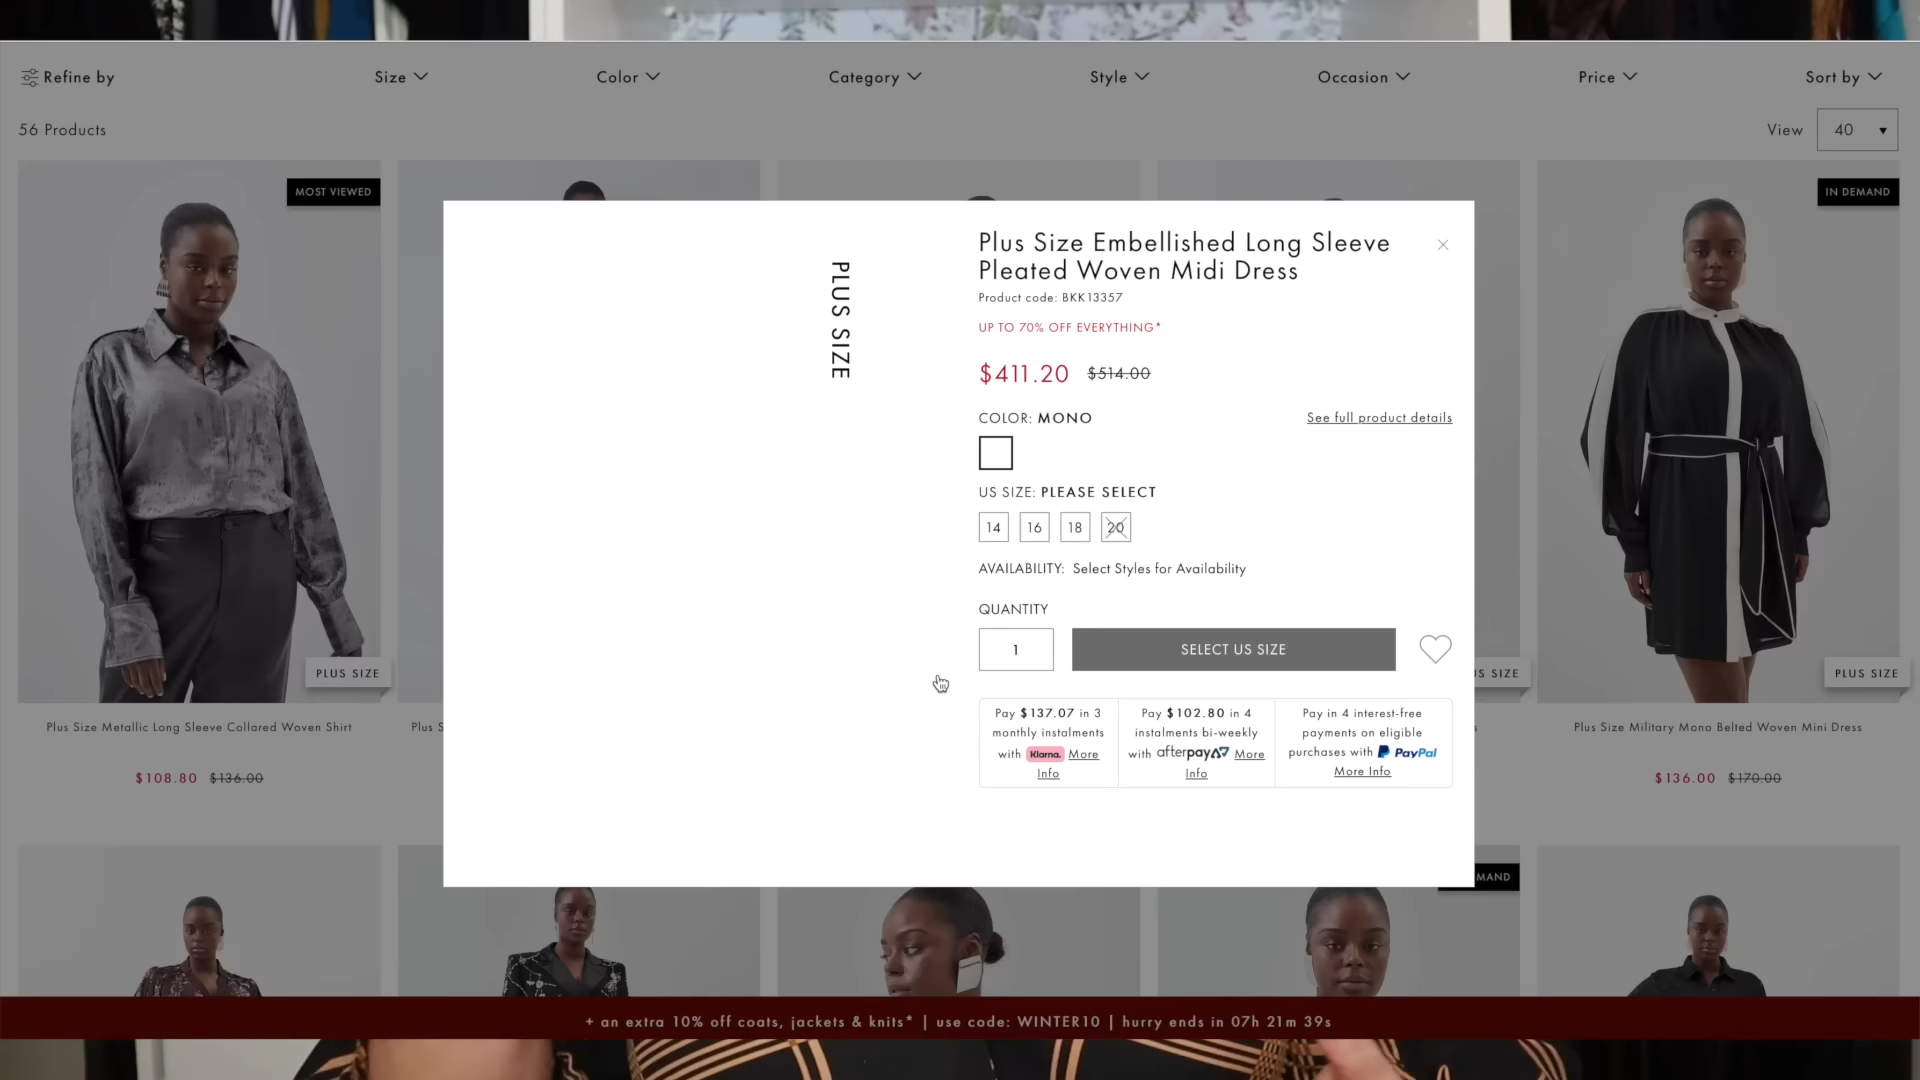 Refine by
Size
Color
Category
Style
Occasion
Price
Sort by
56 Products
View
40
MOST VIEWED
IN DEMAND
PLUS SIZE
Plus Size Embellished Long Sleeve
Pleated Woven Midi Dress
Product code: BKK13357
UP TO 70% OFF EVERYTHING*
$411.20 $514.00
COLOR: MONO
See full product details
US SIZE: PLEASE SELECT
14
16
18
20
AVAILABILITY: Select Styles for Availability
QUANTITY
1
SELECT US SIZE
Pay $137.07 in 3
monthly instalments
with Klarna. More
Info
Pay $102.80 in 4
instalments bi-weekly
with afterpay More
Info
Pay in 4 interest-free
payments on eligible
purchases with PayPal
More Info
PLUS SIZE
US SIZE
PLUS SIZE
Plus Size Metallic Long Sleeve Collared Woven Shirt
Plus S
s
Plus Size Military Mono Belted Woven Mini Dress
$108.80 $136.00
$136.00 $170.00
MAND
+ an extra 10% off coats, jackets & knits* | use code: WINTER10 | hurry ends in 07h 21m 39s